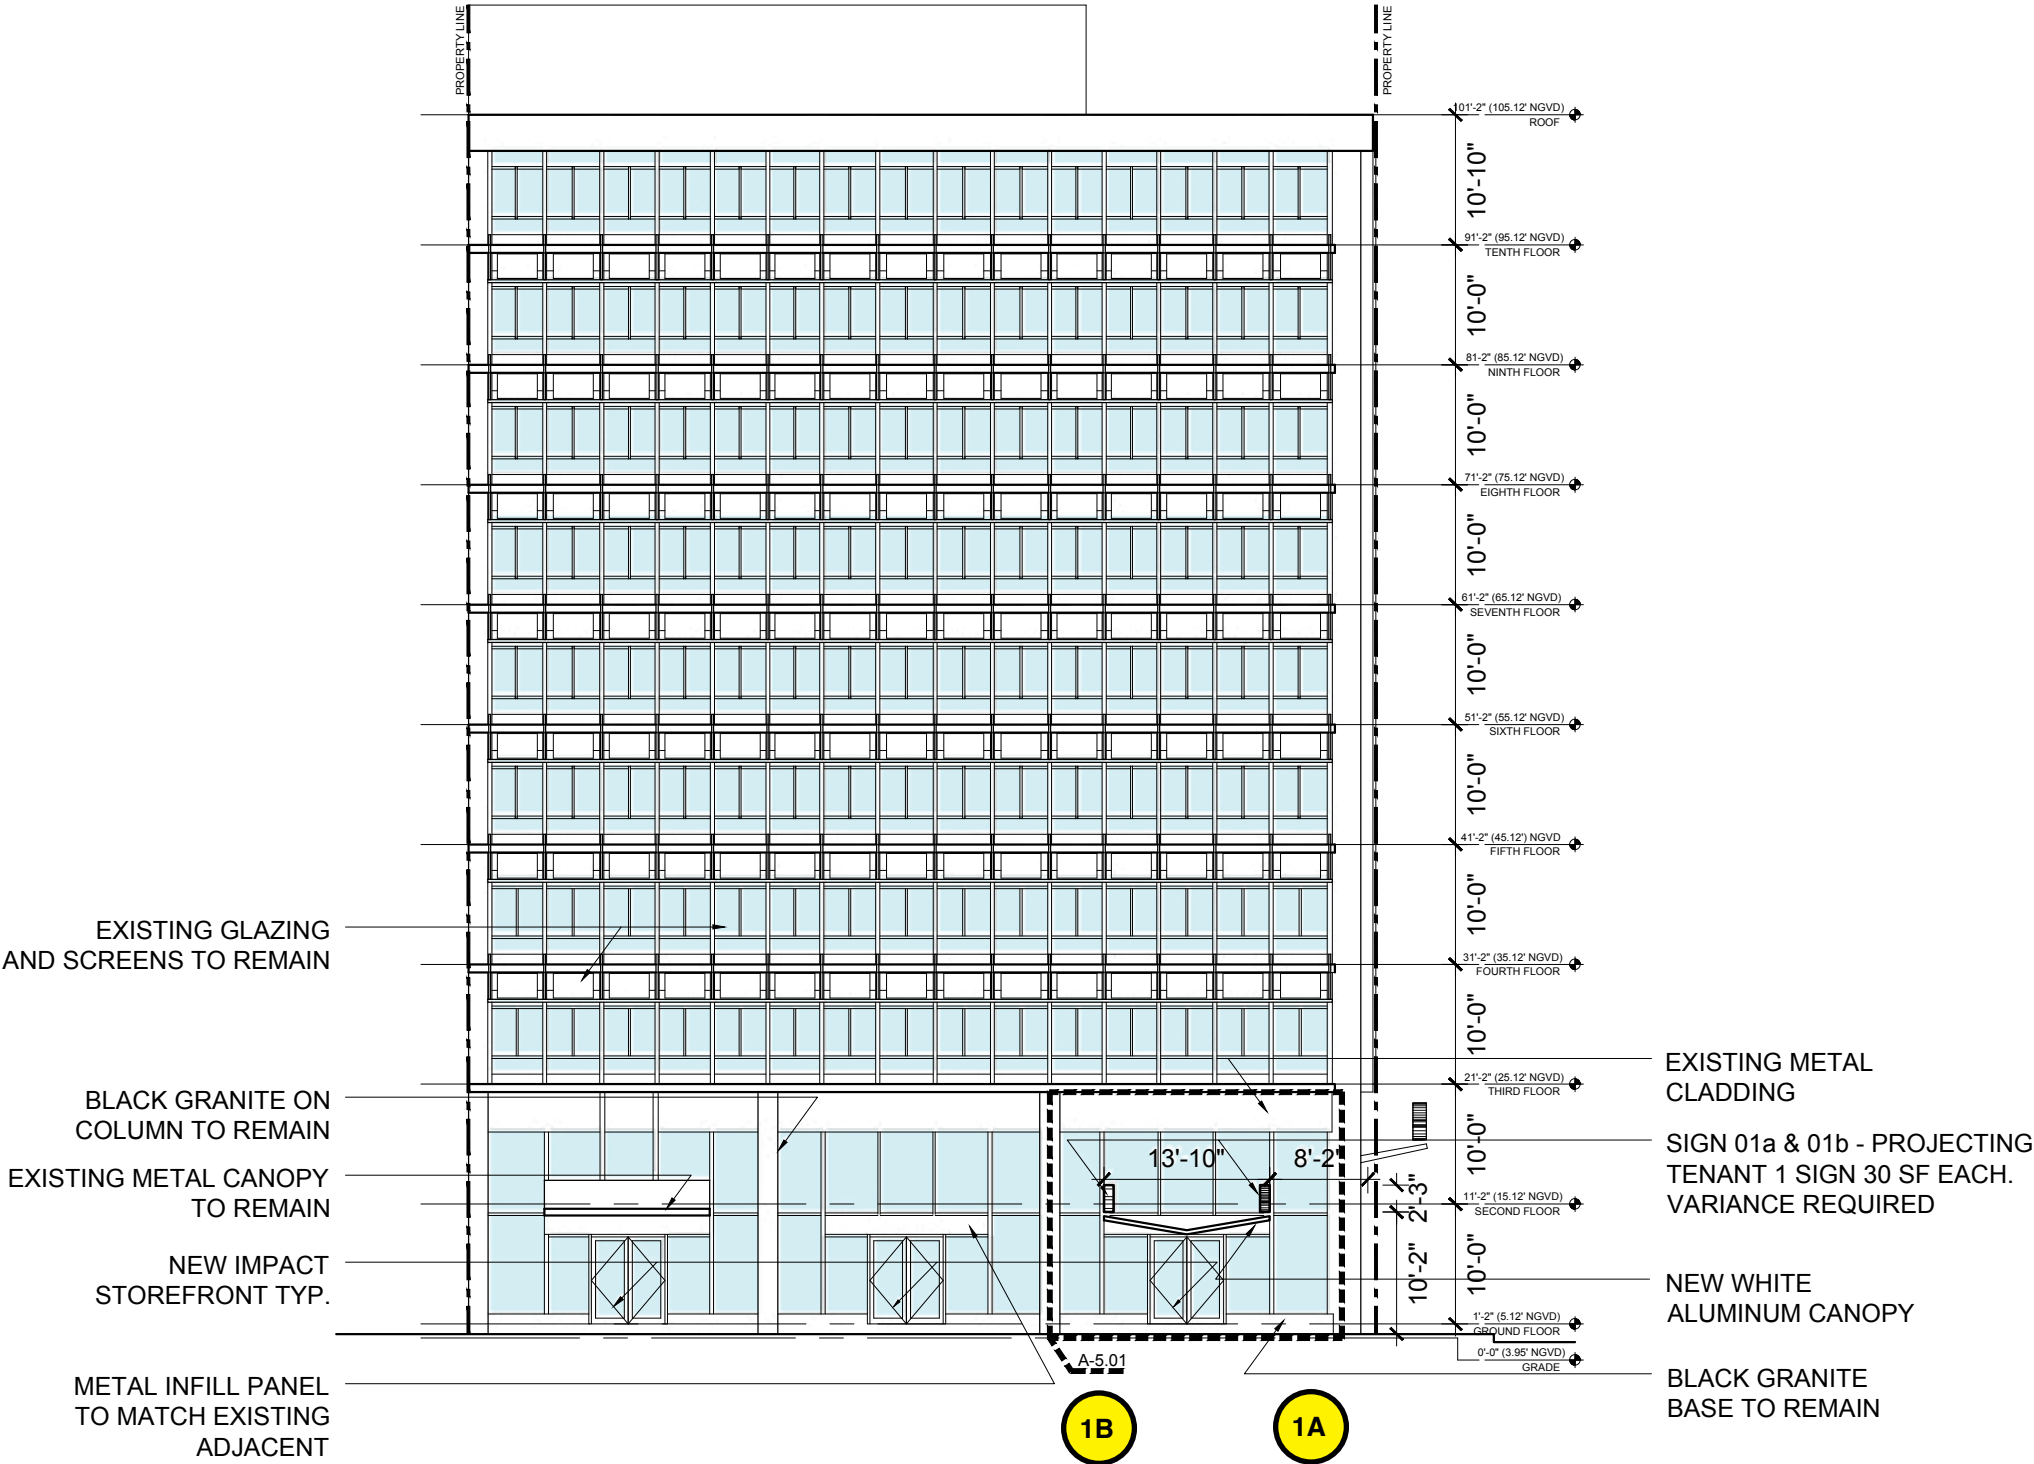 PROPERTY LINE
PROPERTY LINE
101'-2" (105.12' NGVD)
ROOF
10'-10"
91'-2" (95.12' NGVD)
TENTH FLOOR
10'-0"
81'-2" (85.12' NGVD)
NINTH FLOOR
10'-0"
71'-2" (75.12' NGVD)
EIGHTH FLOOR
10'-0"
61'-2" (65.12' NGVD)
SEVENTH FLOOR
10'-0"
51'-2" (55.12' NGVD)
SIXTH FLOOR
10'-0"
41'-2" (45.12') NGVD
FIFTH FLOOR
10'-0"
31'-2" (35.12' NGVD)
FOURTH FLOOR
10'-0"
21'-2" (25.12' NGVD)
THIRD FLOOR
10'-0"
11'-2" (15.12' NGVD)
SECOND FLOOR
10'-0"
1'-2" (5.12' NGVD)
GROUND FLOOR
0'-0" (3.95' NGVD)
GRADE
2'-3"
10'-2"
13'-10"
8'-2"
EXISTING GLAZING
AND SCREENS TO REMAIN
BLACK GRANITE ON
COLUMN TO REMAIN
EXISTING METAL CANOPY
TO REMAIN
NEW IMPACT
STOREFRONT TYP.
METAL INFILL PANEL
TO MATCH EXISTING
ADJACENT
EXISTING METAL
CLADDING
SIGN 01a & 01b - PROJECTING
TENANT 1 SIGN 30 SF EACH.
VARIANCE REQUIRED
NEW WHITE
ALUMINUM CANOPY
BLACK GRANITE
BASE TO REMAIN
A-5.01
1B
1A